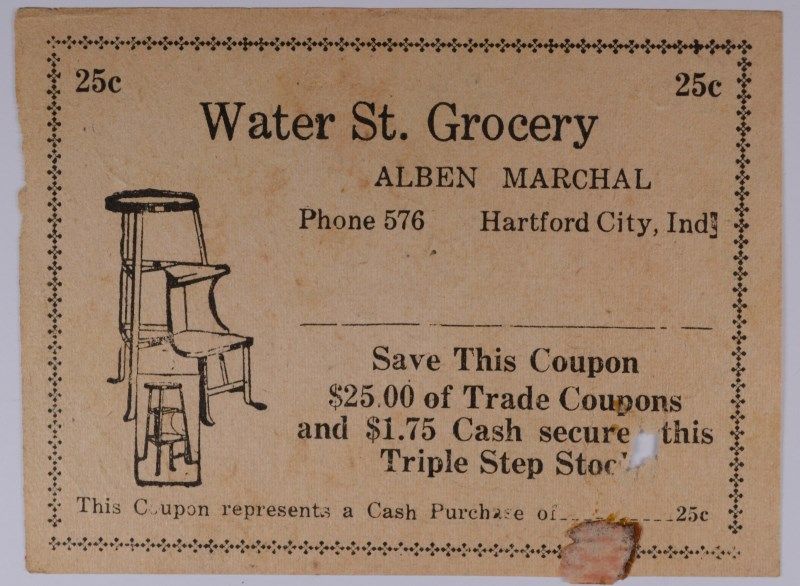 25c 25c
Water St. Grocery
ALBEN MARCHAL
Phone 576 Hartford City, Ind.
Save This Coupon
$25.00 of Trade Coupons
and $1.75 Cash secure this
Triple Step
This Coupon represents a Cash Purchase of 25c